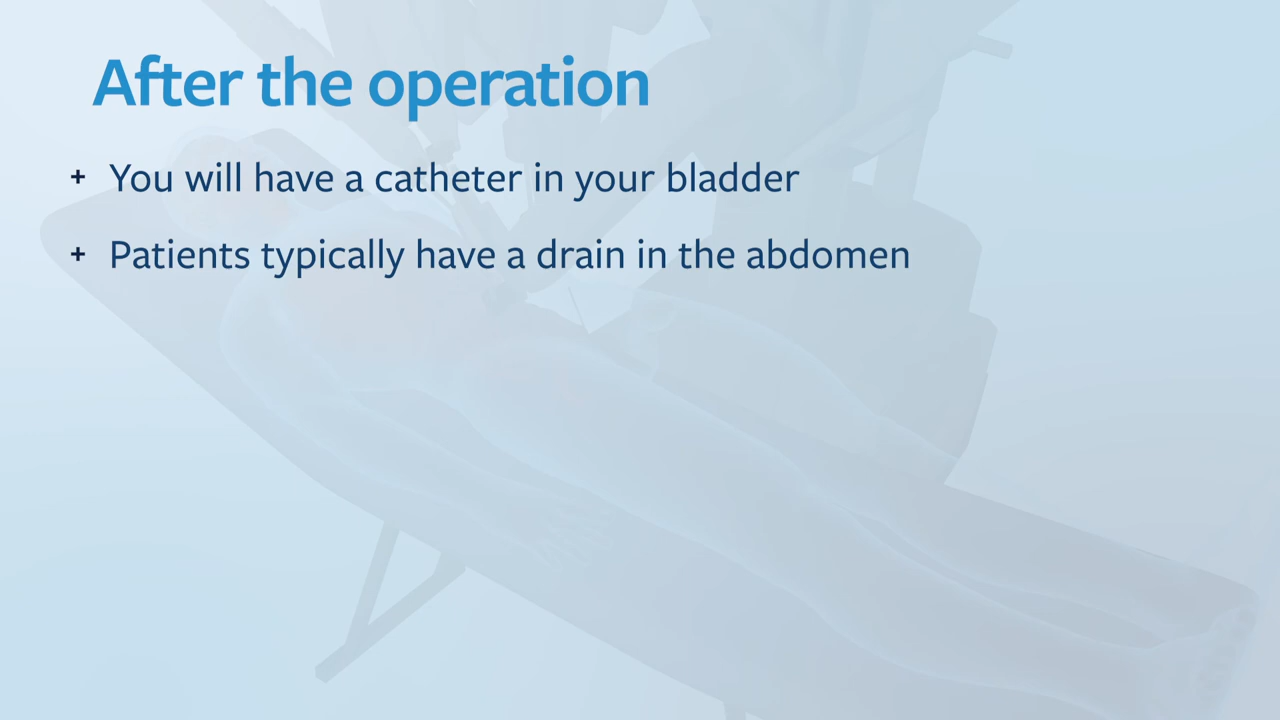 After the operation
+ You will have a catheter in your bladder
+ Patients typically have a drain in the abdomen